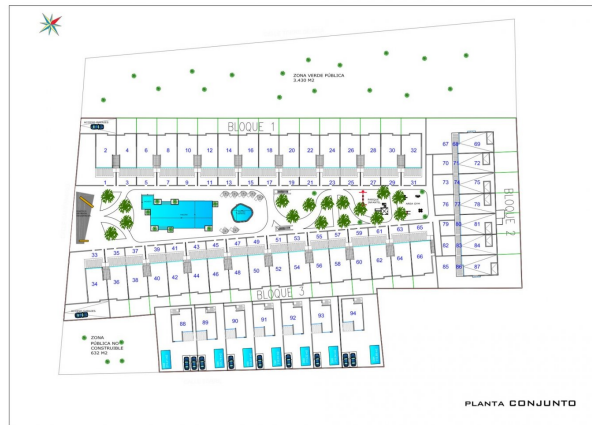 ZONA VERDE PÚBLICA
3.430 M2
BLOQUE 1
2 4 6 8 10 12 14 16 18 20 22 24 26 28 30 32
1 3 5 7 9 11 13 15 17 19 21 23 25 27 29 31
67 68 69
70 71 72
73 74 75
76 77 78
79 80 81
82 83 84
85 86 87
BLOQUE 2
33 35 37 39 41 43 45 47 49 51 53 55 57 59 61 63 65
34 36 38 40 42 44 46 48 50 52 54 56 58 60 62 64 66
BLOQUE 3
88 89 90 91 92 93 94
ZONA
PÚBLICA NO
CONSTRUIBLE
632 M2
PLANTA CONJUNTO